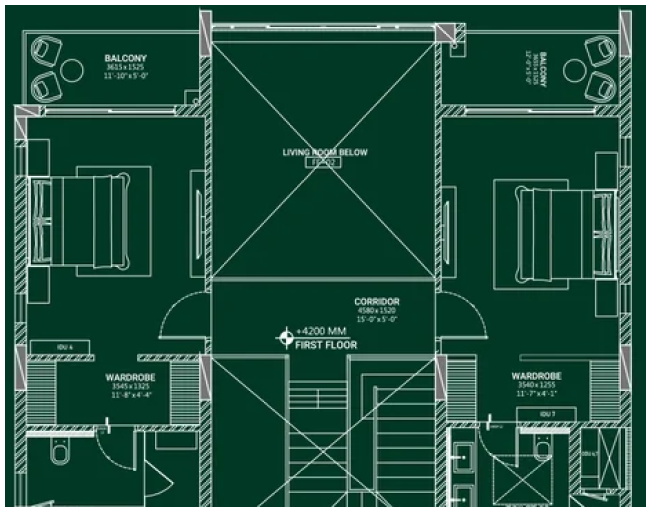 BALCONY
3615 x 1525
11'-10" x 5'-0"
BALCONY
3615 x 1525
12'-0" x 5'-0"
LIVING ROOM BELOW
CORRIDOR
4580 x 1520
15'-0" x 5'-0"
+4200 MM
FIRST FLOOR
IDU 6
WARDROBE
3545 x 1325
11'-8" x 4'-4"
WARDROBE
3540 x 1255
11'-7" x 4'-1"
IDU 7